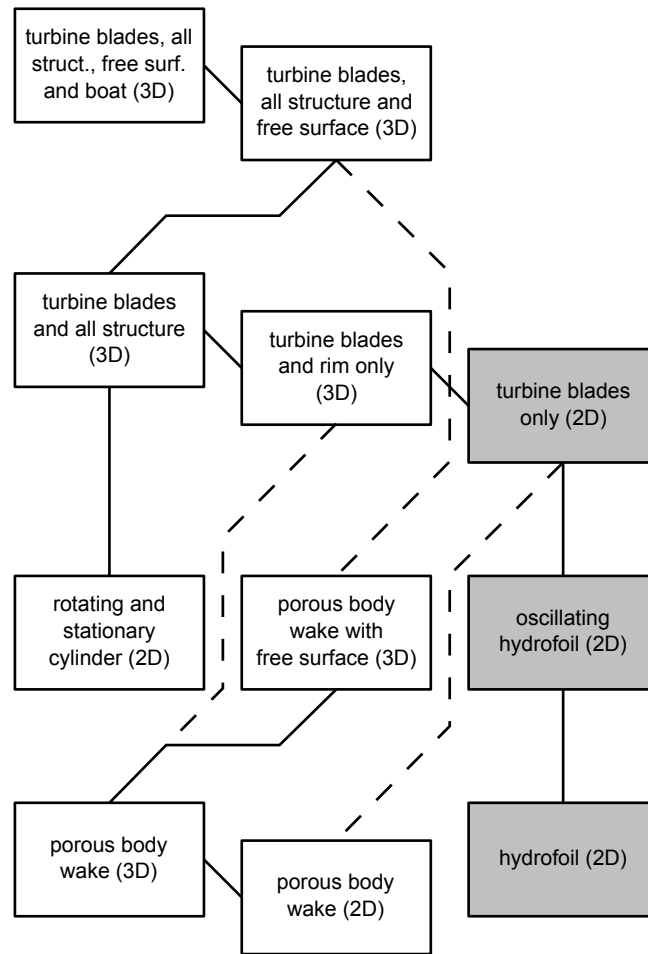 turbine blades, all
struct., free surf.
and boat (3D)
turbine blades,
all structure and
free surface (3D)
turbine blades
and all structure
(3D)
turbine blades
and rim only
(3D)
turbine blades
only (2D)
rotating and
stationary
cylinder (2D)
porous body
wake with
free surface (3D)
oscillating
hydrofoil (2D)
porous body
wake (3D)
porous body
wake (2D)
hydrofoil (2D)